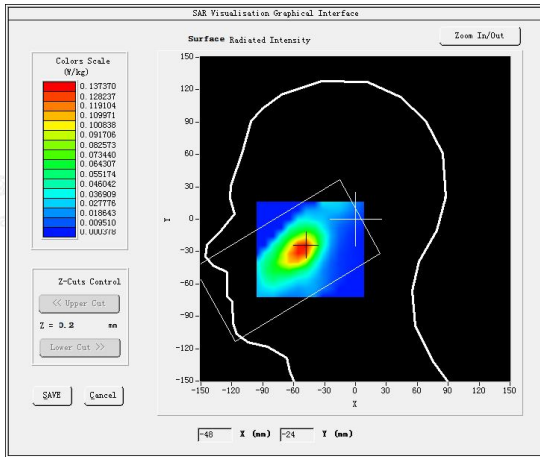 SAR Visualisation Graphical Interface
Surface Radiated Intensity
Zoom In/Out
Colors Scale
(W/kg)
0.137370
0.128237
0.119104
0.109971
0.100838
0.091706
0.082573
0.073440
0.064307
0.055174
0.046042
0.036909
0.027776
0.018643
0.009510
0.000378
Z-Cuts Control
<< Upper Cut
Z = 0.2 mm
Lower Cut >>
SAVE
Cancel
Y
150
120
90
60
30
0
-30
-60
-90
-120
-150
-150 -120 -90 -60 -30 0 30 60 90 120 150
X
-48 X (mm) -24 Y (mm)